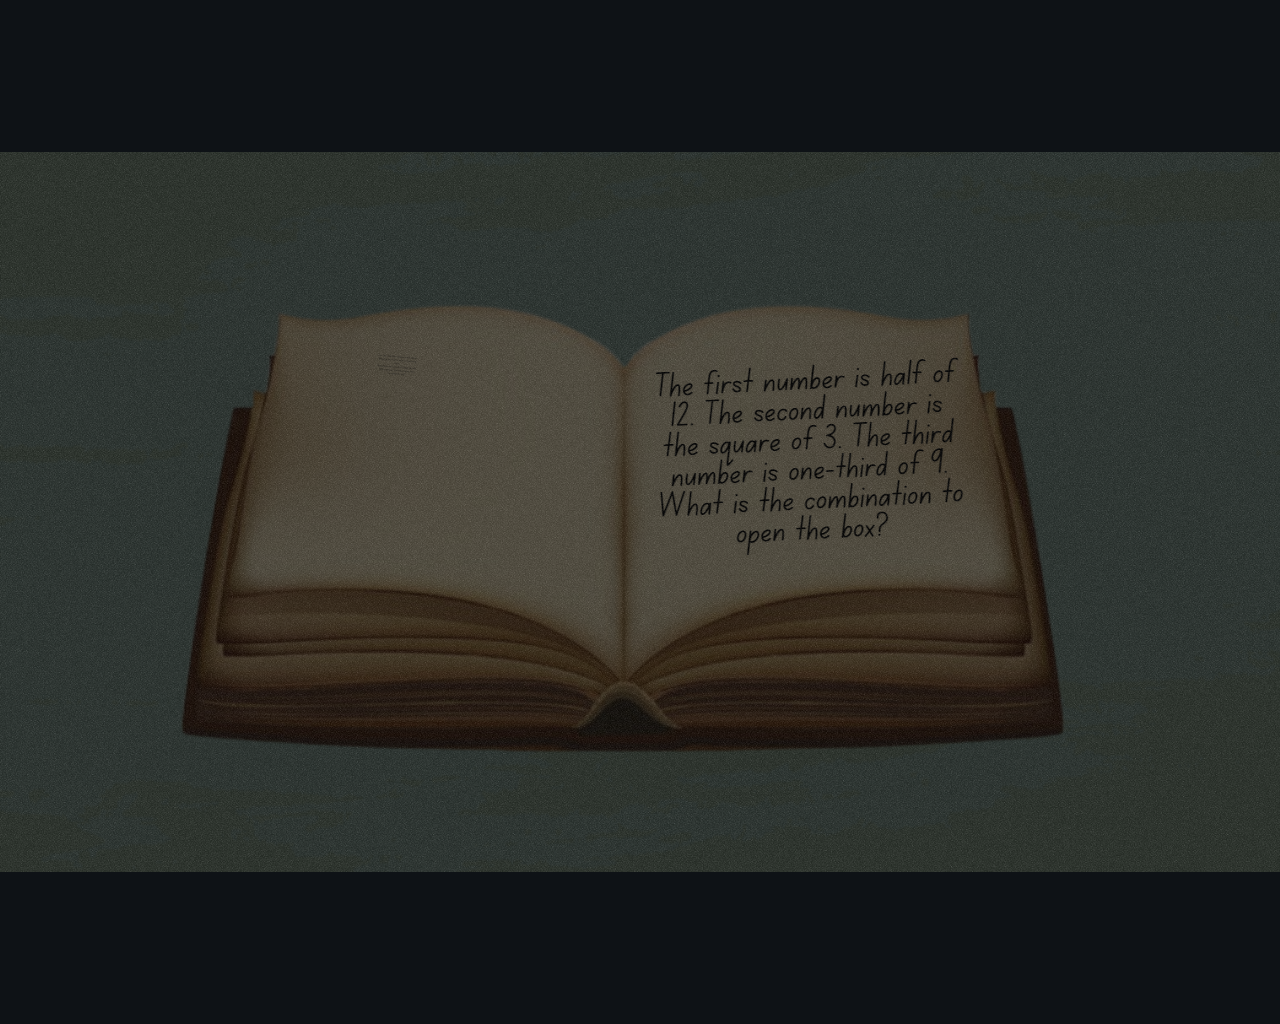 The first number is half of
12. The second number is
the square of 3. The third
number is one-third of 9.
What is the combination to
open the box?